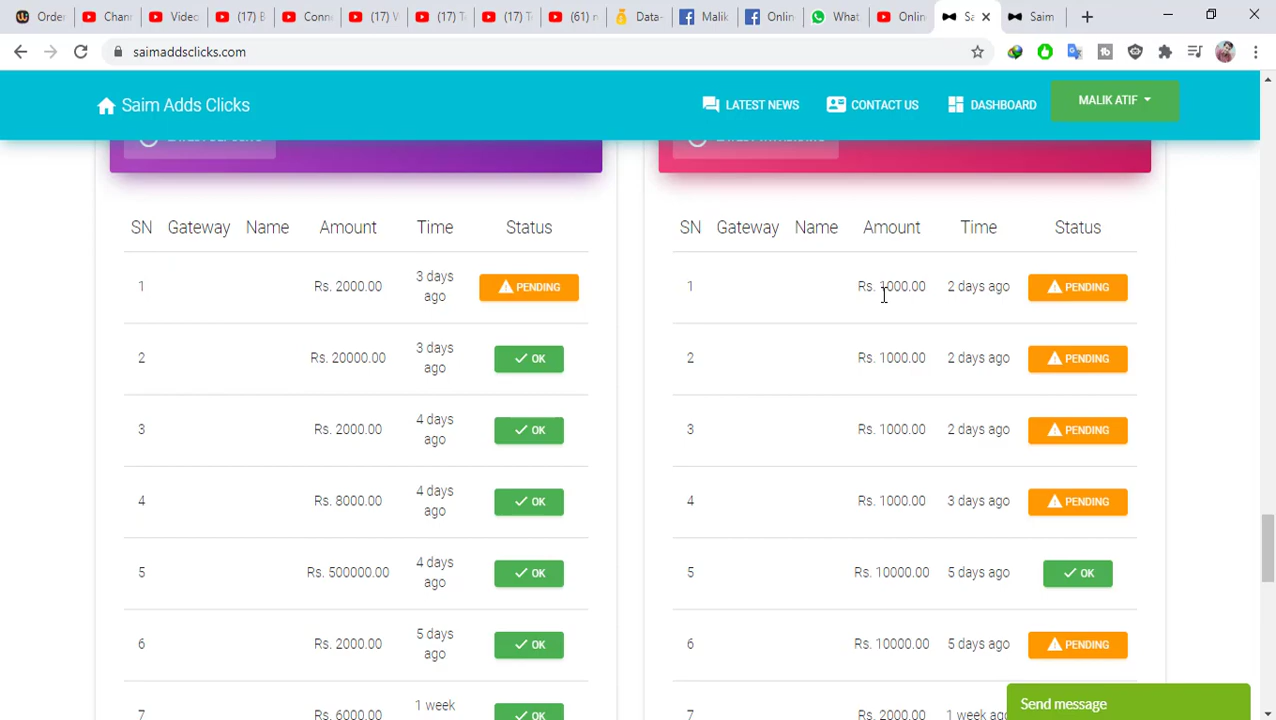 Order
Chan
Video
(17) B
Conn
(17) V
(17) T
(17) T
(61) n
Data-
Malik
Onlin
What
Onlin
Sa
Saim
saimaddsclicks.com
Saim Adds Clicks
LATEST NEWS
CONTACT US
DASHBOARD
MALIK ATIF
SN Gateway Name Amount Time Status
1 Rs. 2000.00 3 days ago PENDING
2 Rs. 20000.00 3 days ago OK
3 Rs. 2000.00 4 days ago OK
4 Rs. 8000.00 4 days ago OK
5 Rs. 500000.00 4 days ago OK
6 Rs. 2000.00 5 days ago OK
7 Rs. 6000.00 1 week OK
SN Gateway Name Amount Time Status
1 Rs. 1000.00 2 days ago PENDING
2 Rs. 1000.00 2 days ago PENDING
3 Rs. 1000.00 2 days ago PENDING
4 Rs. 1000.00 3 days ago PENDING
5 Rs. 10000.00 5 days ago OK
6 Rs. 10000.00 5 days ago PENDING
7 Rs. 2000.00 1 week ago
Send message